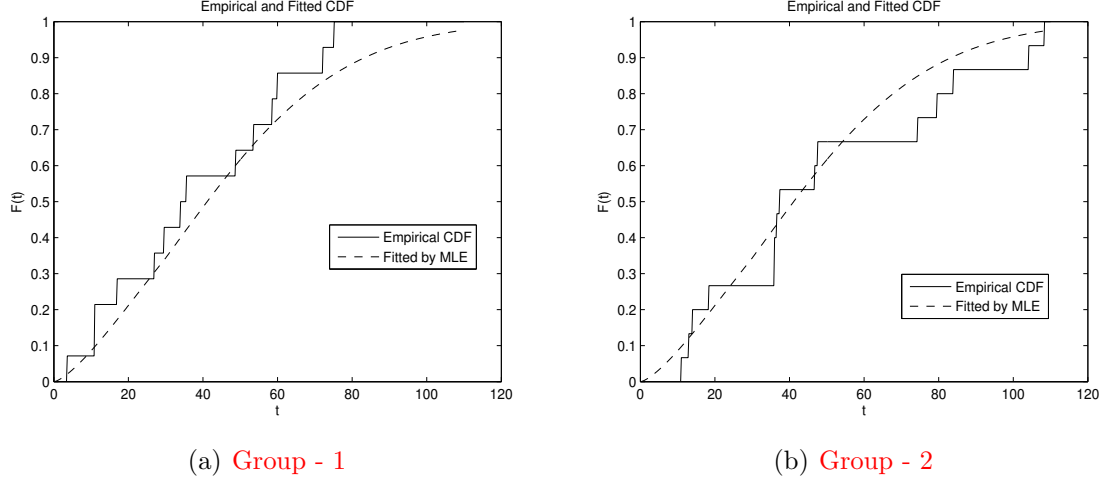 Empirical and Fitted CDF
1
0.9
0.8
0.7
0.6
0.5
0.4
0.3
0.2
0.1
0
F(t)
0 20 40 60 80 100 120
t
Empirical CDF
Fitted by MLE
(a) Group - 1
Empirical and Fitted CDF
1
0.9
0.8
0.7
0.6
0.5
0.4
0.3
0.2
0.1
0
F(t)
0 20 40 60 80 100 120
t
Empirical CDF
Fitted by MLE
(b) Group - 2